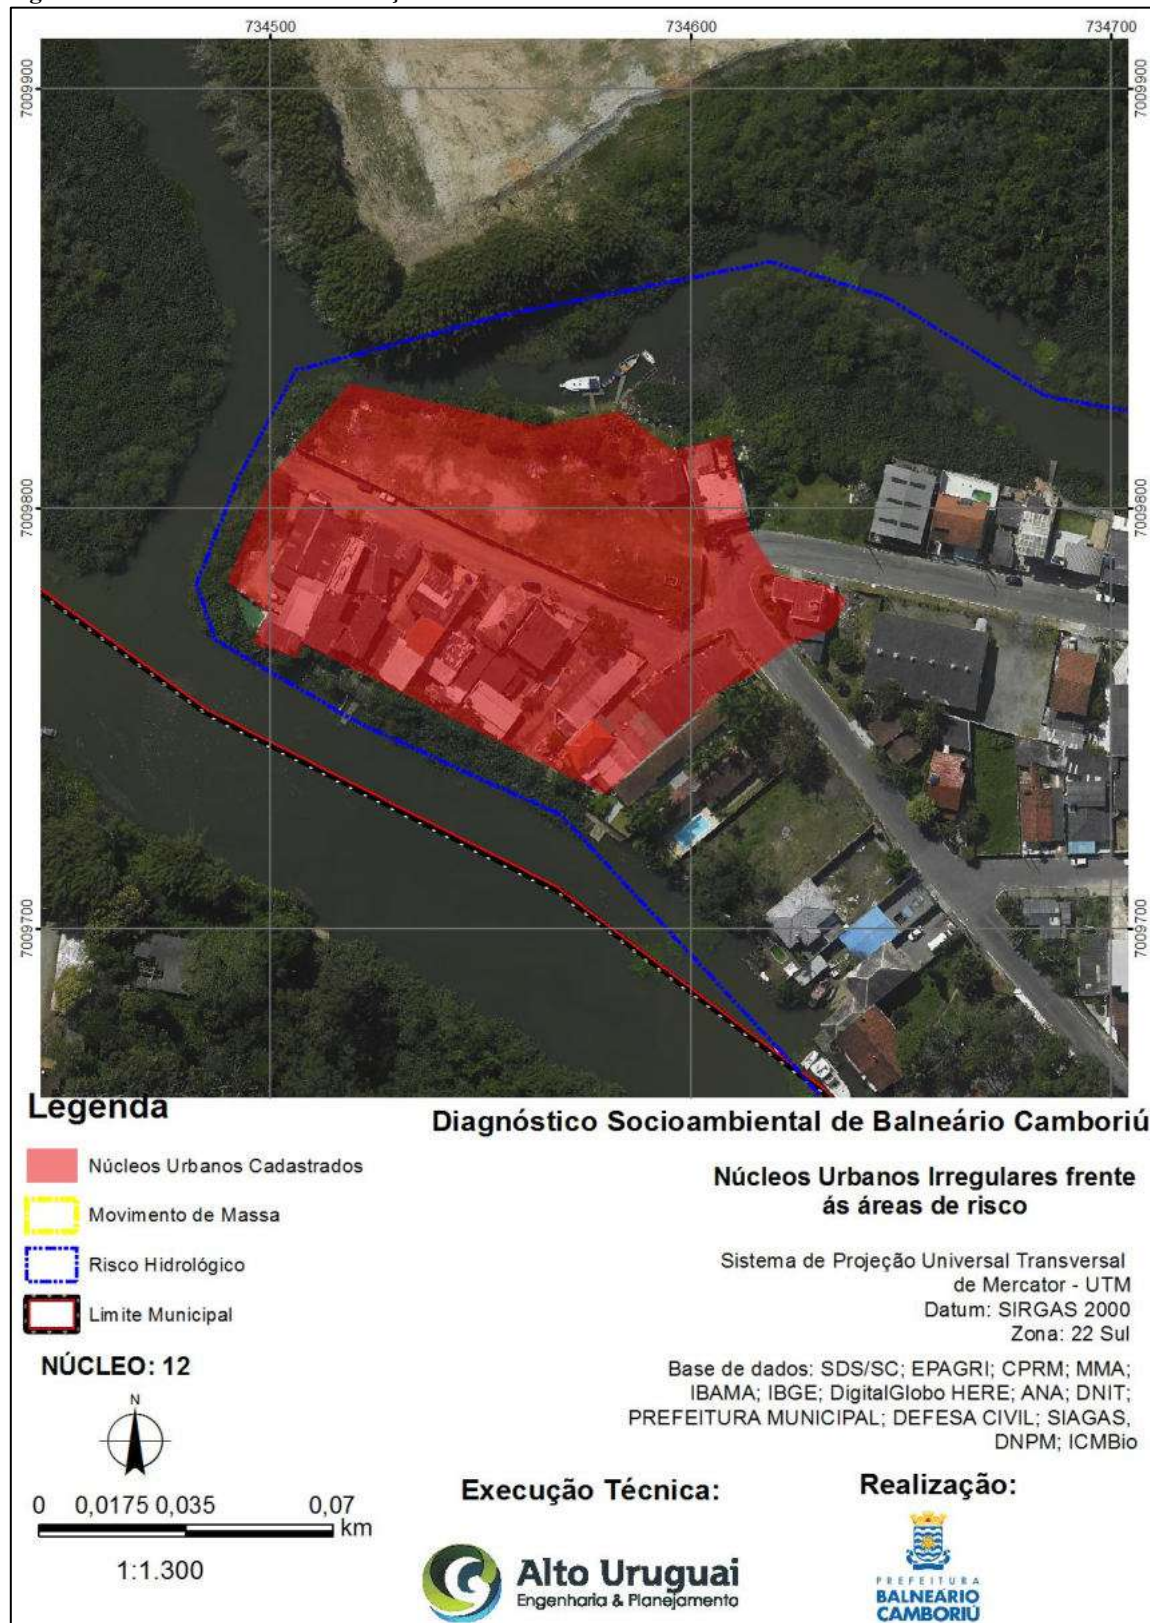 734500
734600
734700
7009900
7009900
7009800
7009800
7009700
7009700
Legenda
Núcleos Urbanos Cadastrados
Movimento de Massa
Risco Hidrológico
Limite Municipal
NÚCLEO: 12
N
0 0,0175 0,035 0,07
km
1:1.300
Diagnóstico Socioambiental de Balneário Camboriú
Núcleos Urbanos Irregulares frente
ás áreas de risco
Sistema de Projeção Universal Transversal
de Mercator - UTM
Datum: SIRGAS 2000
Zona: 22 Sul
Base de dados: SDS/SC; EPAGRI; CPRM; MMA;
IBAMA; IBGE; DigitalGlobo HERE; ANA; DNIT;
PREFEITURA MUNICIPAL; DEFESA CIVIL; SIAGAS,
DNPM; ICMBio
Execução Técnica:
Alto Uruguai
Engenharia & Planejamento
Realização:
PREFEITURA
BALNEÁRIO
CAMBORIÚ